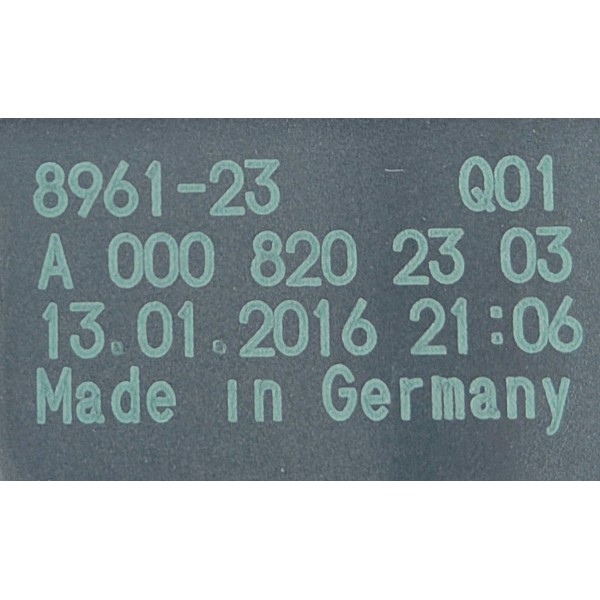 8961-23 Q01
A 000 820 23 03
13.01.2016 21:06
Made in Germany